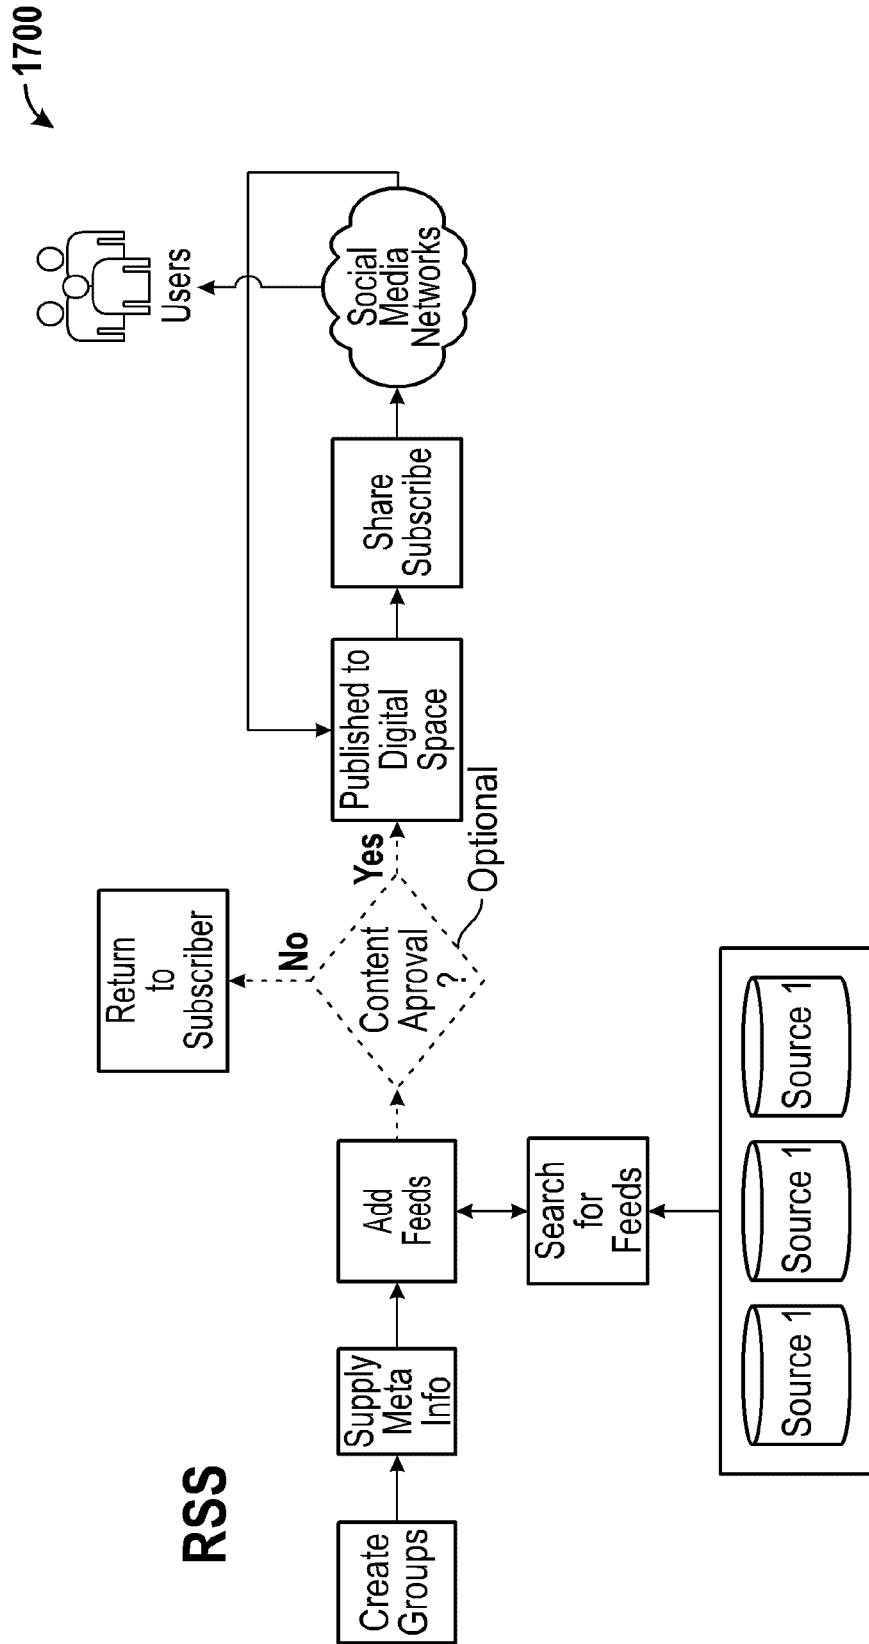 1700
RSS
Create
Groups
Supply
Meta
Info
Add
Feeds
Search
for
Feeds
Source 1
Source 1
Source 1
Content
Aproval
?
Optional
No
Return
to
Subscriber
Yes
Published to
Digital
Space
Share
Subscribe
Social
Media
Networks
Users